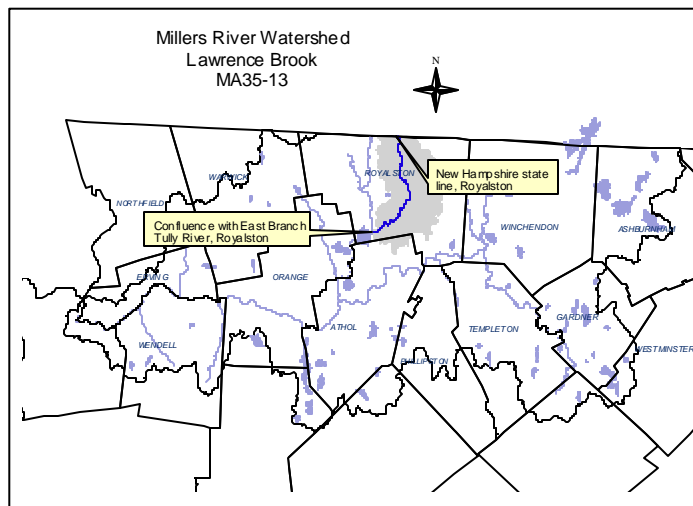 Millers River Watershed
Lawrence Brook
MA35-13
N
ROYALSTON
WARWICK
New Hampshire state
line, Royalston
NORTHFIELD
Confluence with East Branch
Tully River, Royalston
WINCHENDON
ASHBURNHAM
ERVING
ORANGE
GARDNER
ATHOL
TEMPLETON
WENDELL
PHILLIPSTON
WESTMINSTER